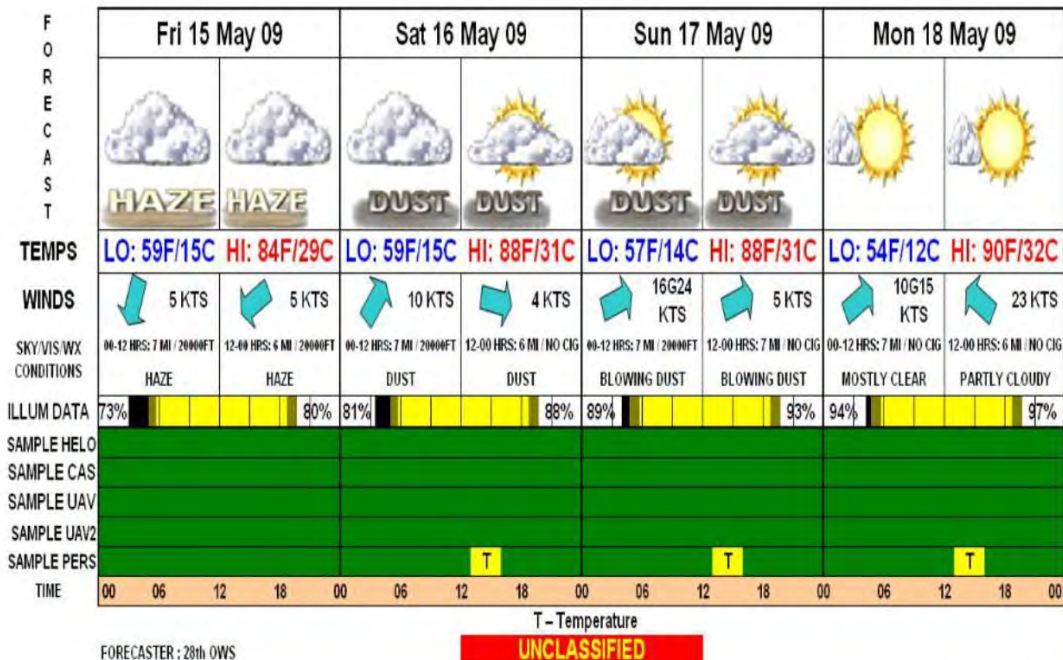 FORECAST
Fri 15 May 09 Sat 16 May 09 Sun 17 May 09 Mon 18 May 09
HAZE HAZE DUST DUST DUST DUST
TEMPS LO: 59F/15C HI: 84F/29C LO: 59F/15C HI: 88F/31C LO: 57F/14C HI: 88F/31C LO: 54F/12C HI: 90F/32C
WINDS 5 KTS 5 KTS 10 KTS 4 KTS 16G24 KTS 5 KTS 10G15 KTS 23 KTS
SKY/VIS/WX 00-12 HRS: 7 MI / 20000FT 12-00 HRS: 6 MI / 20000FT 00-12 HRS: 7 MI / 20000FT 12-00 HRS: 6 MI / NO CIG 00-12 HRS: 7 MI / 20000FT 12-00 HRS: 7 MI / NO CIG 00-12 HRS: 7 MI / NO CIG 12-00 HRS: 6 MI / NO CIG
CONDITIONS HAZE HAZE DUST DUST BLOWING DUST BLOWING DUST MOSTLY CLEAR PARTLY CLOUDY
ILLUM DATA 73% 80% 81% 88% 89% 93% 94% 97%
SAMPLE HELO
SAMPLE CAS
SAMPLE UAV
SAMPLE UAV2
SAMPLE PERS T T T
TIME 00 06 12 18 00 06 12 18 00 06 12 18 00 06 12 18 00
T – Temperature
FORECASTER : 28th OWS UNCLASSIFIED